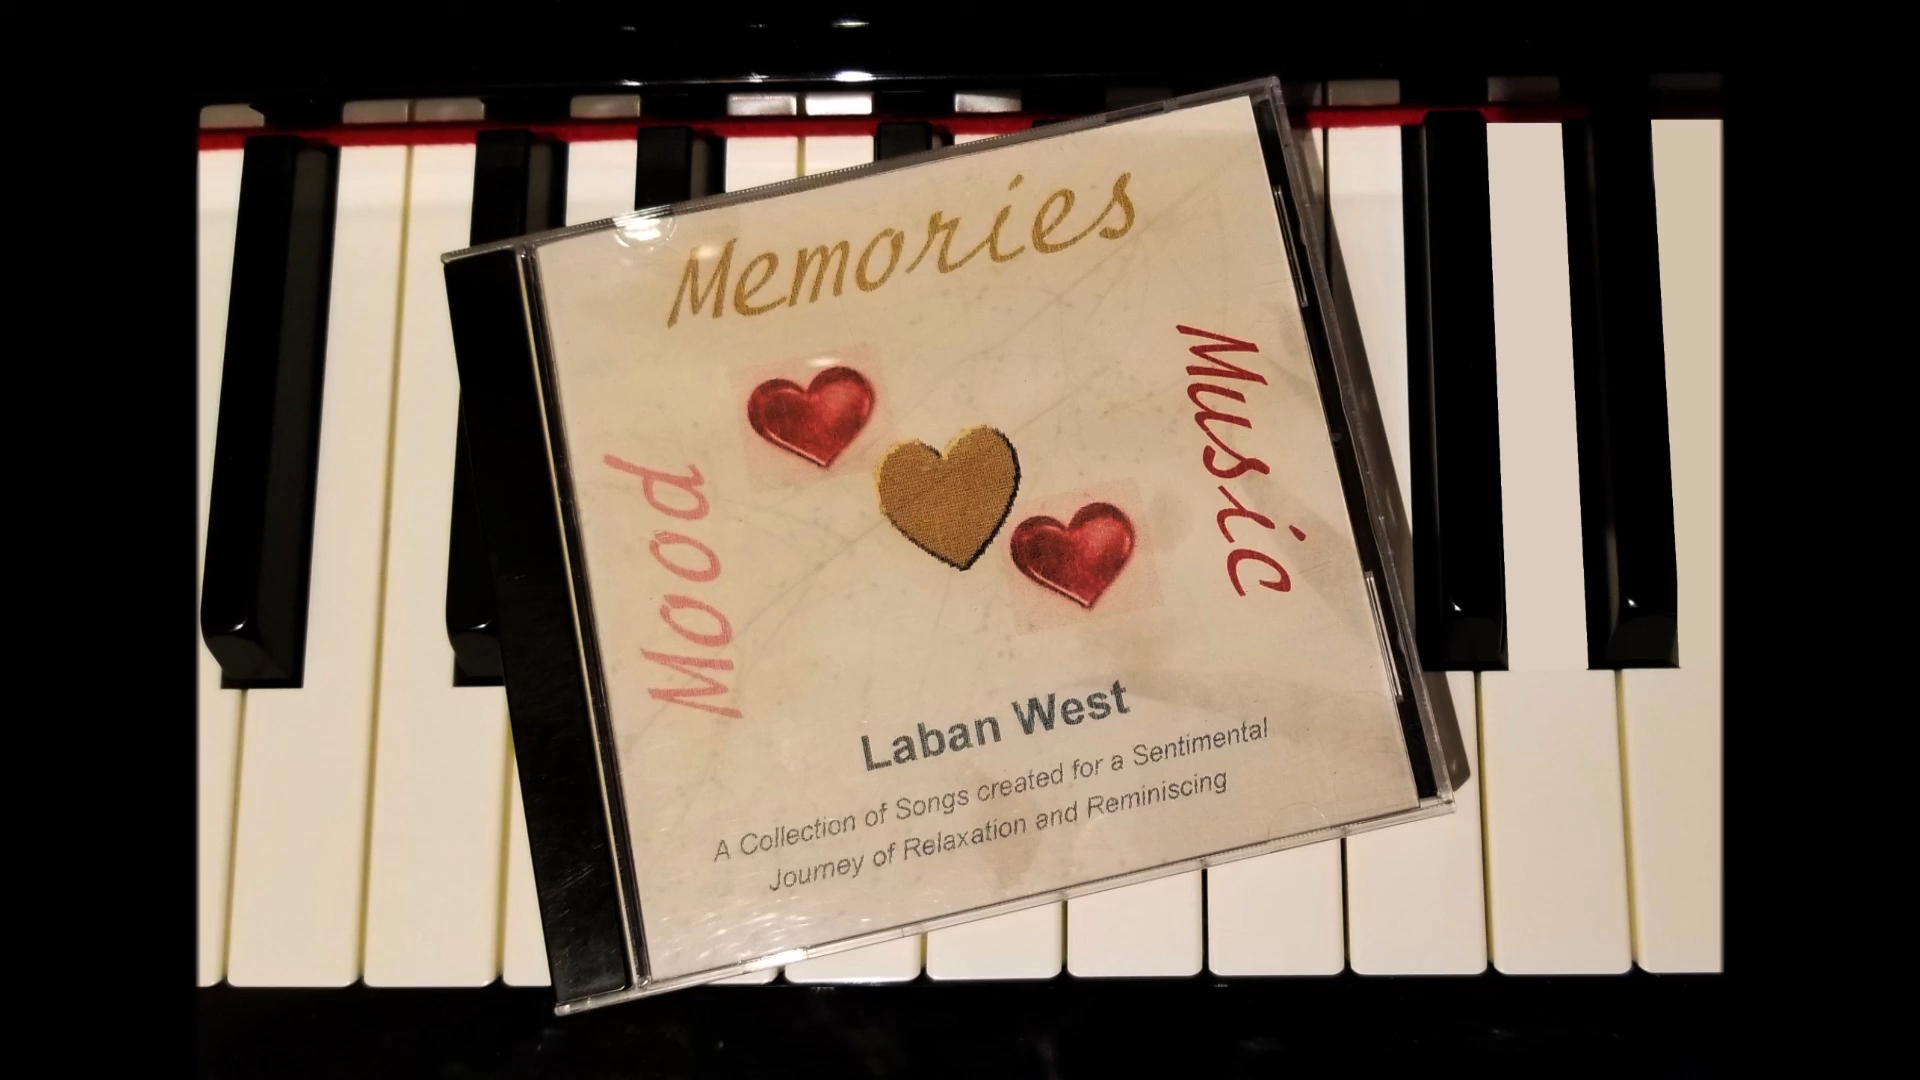 Memories
Mood
Music
Laban West
A Collection of Songs created for a Sentimental
Journey of Relaxation and Reminiscing